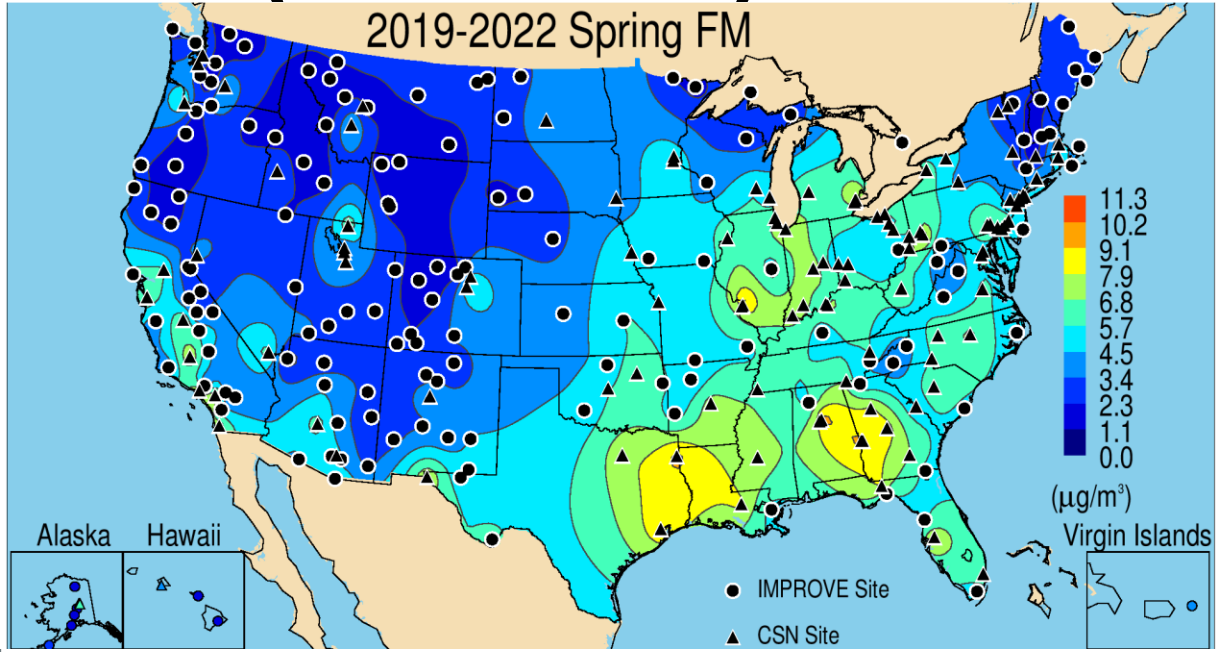 2019-2022 Spring FM
11.3
10.2
9.1
7.9
6.8
5.7
4.5
3.4
2.3
1.1
0.0
(μg/m³)
Alaska
Hawaii
Virgin Islands
IMPROVE Site
CSN Site